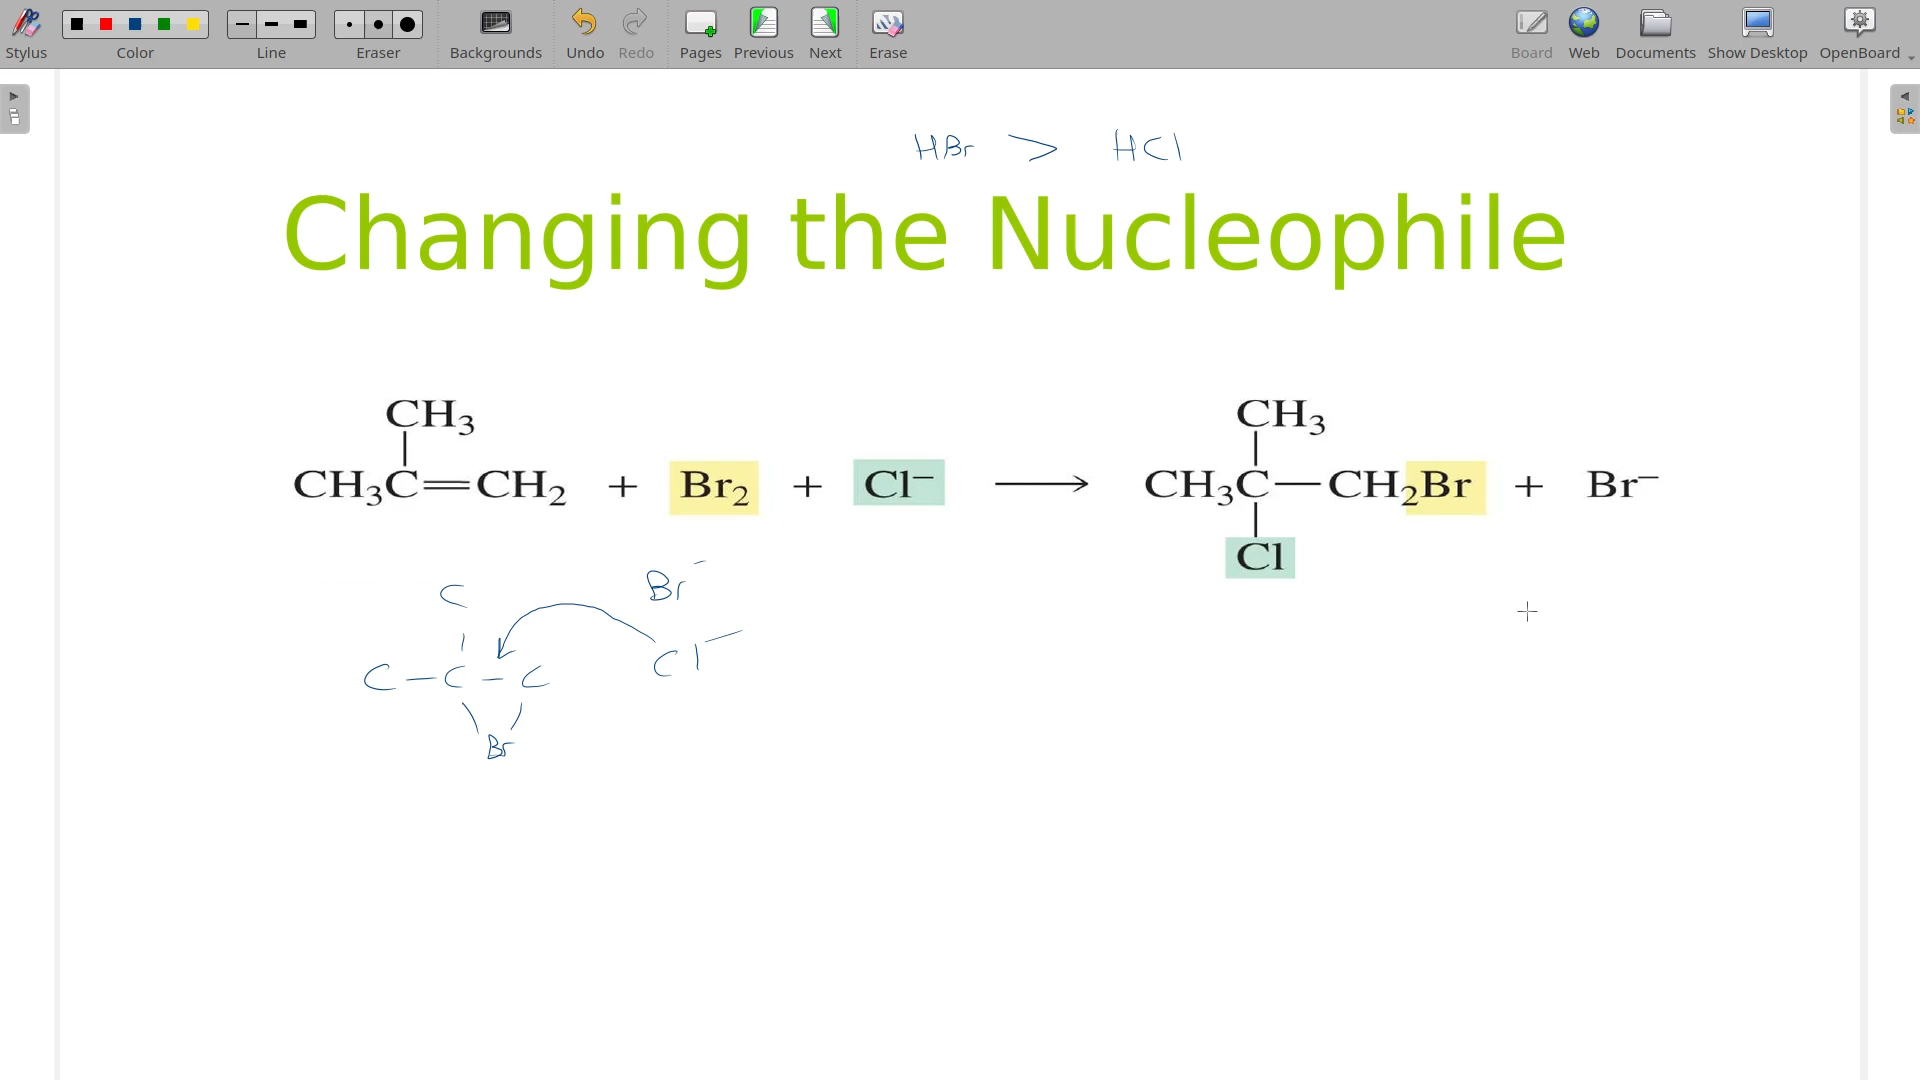 Stylus Color Line Eraser Backgrounds Undo Redo Pages Previous Next Erase Board Web Documents Show Desktop OpenBoard
HBr > HCl
Changing the Nucleophile
CH₃ CH₃
CH₃C=CH₂ + Br₂ + Cl⁻ ⟶ CH₃C—CH₂Br + Br⁻
Cl
C Br⁻
C – C – C Cl⁻
Br